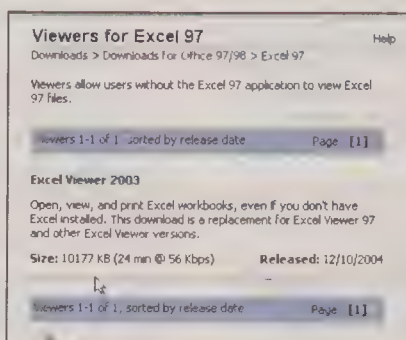 Viewers for Excel 97 Help
Downloads > Downloads for Office 97/98 > Excel 97
Viewers allow users without the Excel 97 application to view Excel
97 files.
Viewers 1-1 of 1, sorted by release date Page [1]
Excel Viewer 2003
Open, view, and print Excel workbooks, even if you don't have
Excel installed. This download is a replacement for Excel Viewer 97
and other Excel Viewer versions.
Size: 10177 KB (24 min @ 56 Kbps) Released: 12/10/2004
Viewers 1-1 of 1, sorted by release date Page [1]